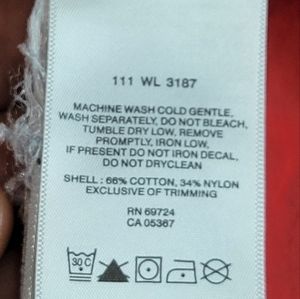 111 WL 3187
MACHINE WASH COLD GENTLE,
WASH SEPARATELY, DO NOT BLEACH,
TUMBLE DRY LOW, REMOVE
PROMPTLY, IRON LOW,
IF PRESENT DO NOT IRON DECAL,
DO NOT DRYCLEAN
SHELL : 66% COTTON, 34% NYLON
EXCLUSIVE OF TRIMMING
RN 69724
CA 05367
30 C